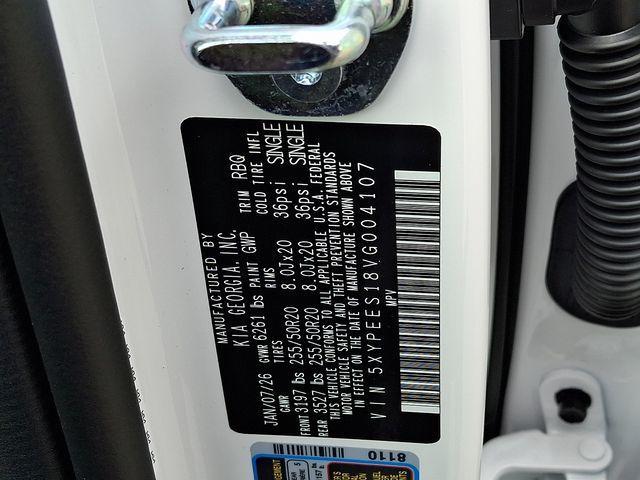 MANUFACTURED BY
KIA GEORGIA, INC.
JAN/07/26 GVWR 6261 lbs PAINT GWP TRIM RBQ
GAWR TIRES RIMS COLD TIRE INFL
FRONT 3197 lbs 255/50R20 8.0Jx20 36psi SINGLE
REAR 3527 lbs 255/50R20 8.0Jx20 36psi SINGLE
THIS VEHICLE CONFORMS TO ALL APPLICABLE U.S.A. FEDERAL
MOTOR VEHICLE SAFETY AND THEFT PREVENTION STANDARDS
IN EFFECT ON THE DATE OF MANUFACTURE SHOWN ABOVE
VIN 5XYPEES18VG004107
MPV
8110